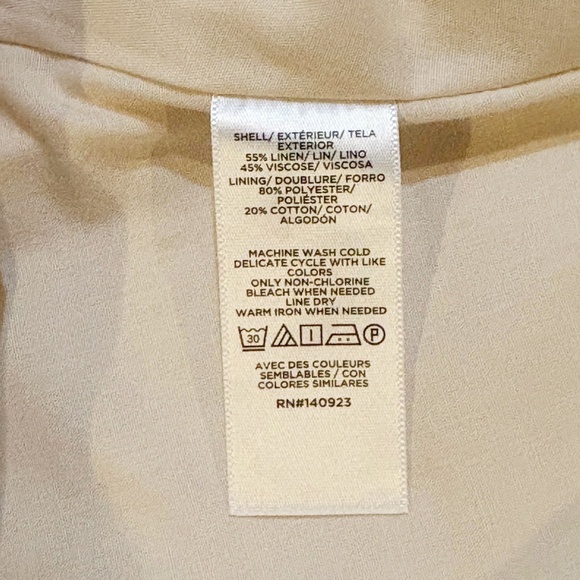 SHELL/ EXTÉRIEUR/ TELA
EXTERIOR
55% LINEN/ LIN/ LINO
45% VISCOSE/ VISCOSA
LINING/ DOUBLURE/ FORRO
80% POLYESTER/
POLIÉSTER
20% COTTON/ COTON/
ALGODÓN
MACHINE WASH COLD
DELICATE CYCLE WITH LIKE
COLORS
ONLY NON-CHLORINE
BLEACH WHEN NEEDED
LINE DRY
WARM IRON WHEN NEEDED
30 P
AVEC DES COULEURS
SEMBLABLES / CON
COLORES SIMILARES
RN#140923